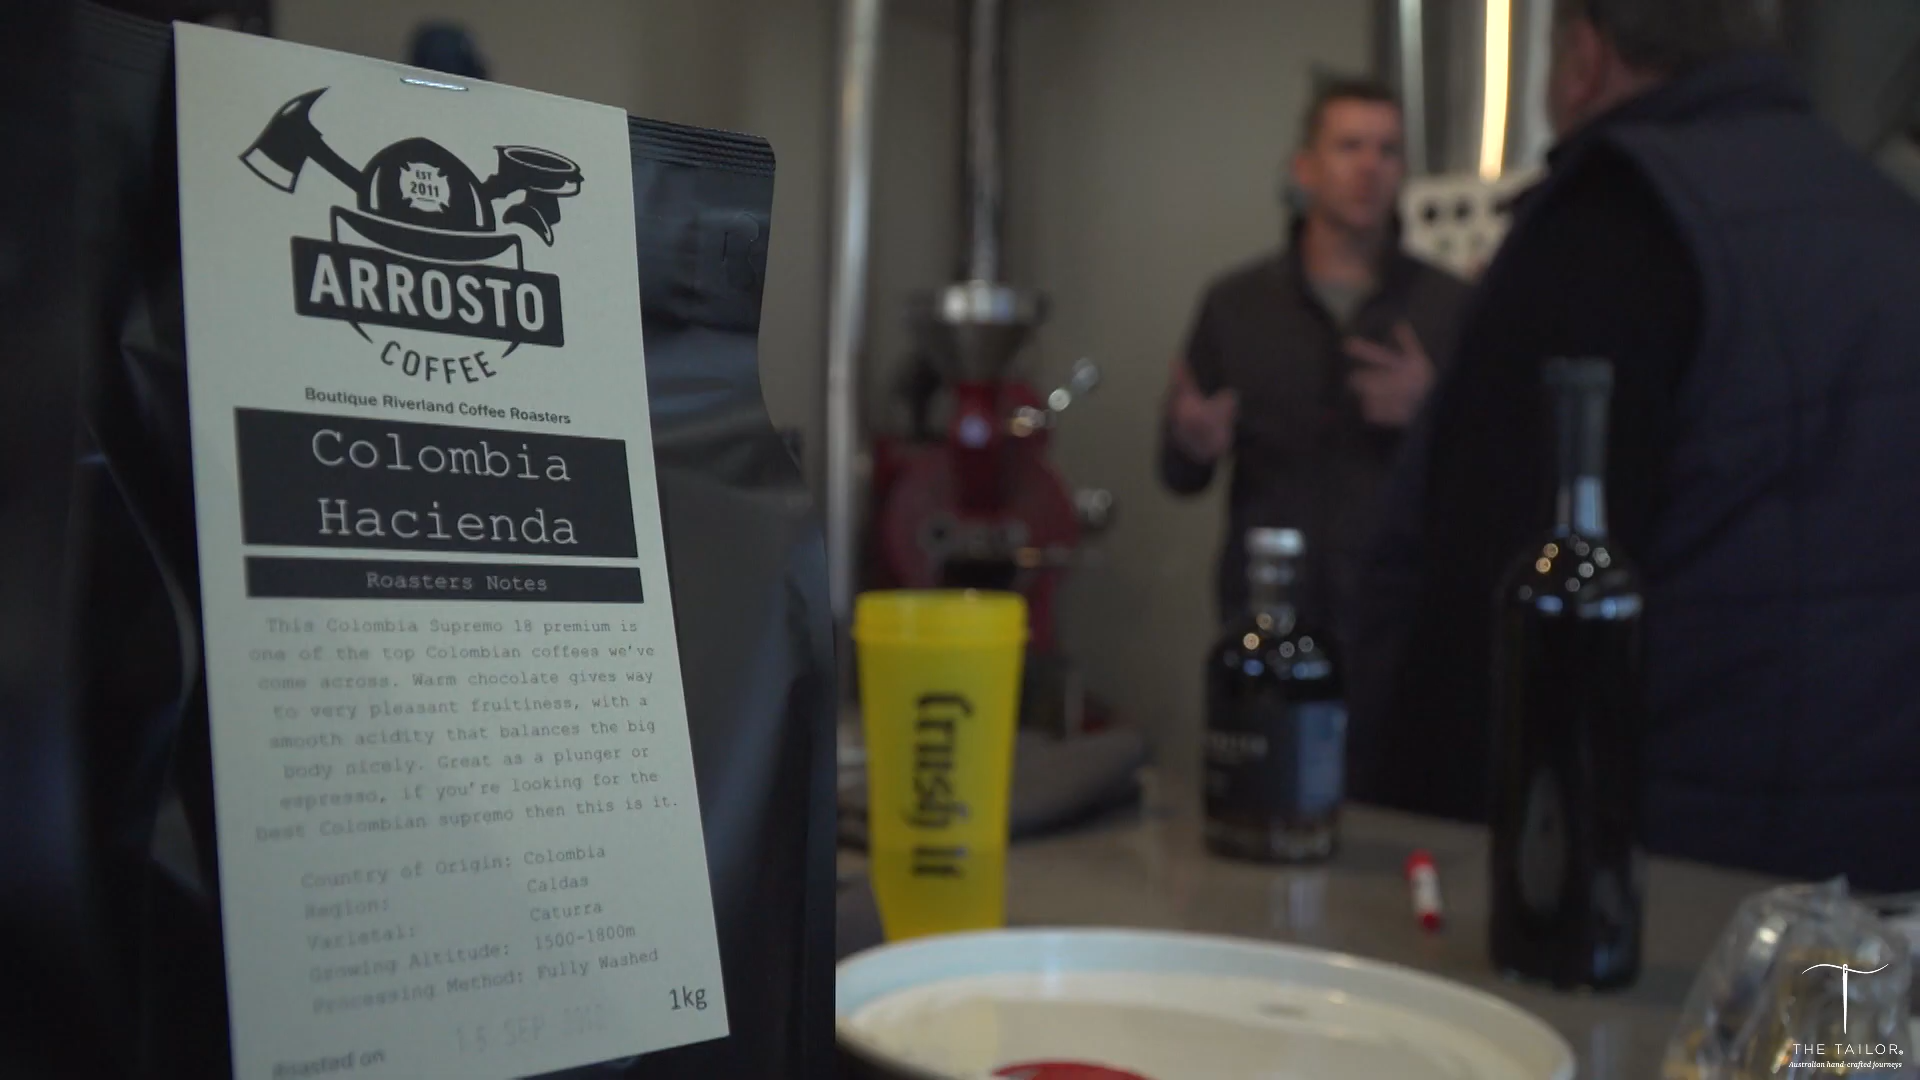 EST
2011
ARROSTO
COFFEE
Boutique Riverland Coffee Roasters
Colombia
Hacienda
Roasters Notes
This Colombia Supremo 18 premium is
one of the top Colombian coffees we've
come across. Warm chocolate gives way
to very pleasant fruitiness, with a
smooth acidity that balances the big
body nicely. Great as a plunger or
espresso, if you're looking for the
best Colombian supremo then this is it.
Country of Origin: Colombia
Region: Caldas
Varietal: Caturra
Growing Altitude: 1500-1800m
Processing Method: Fully Washed
1kg
Roasted on 15 SEP
Crush It
THE TAILOR
Australian hand-crafted journeys